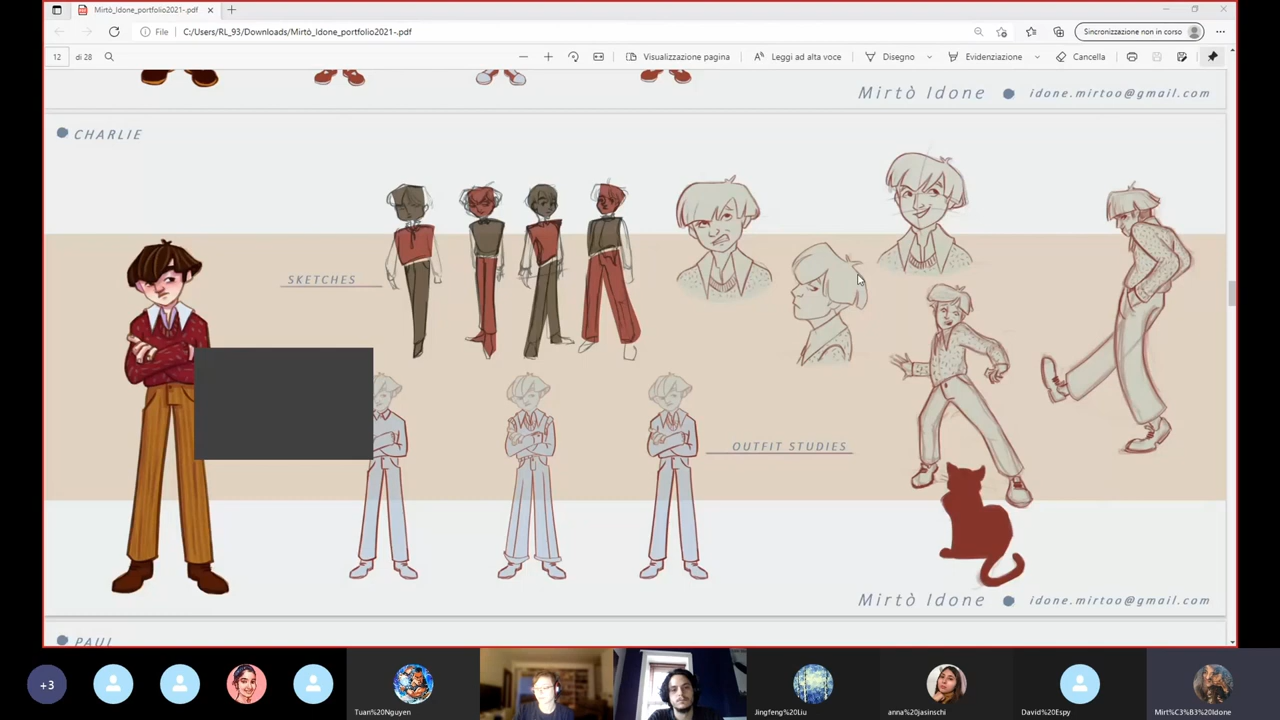 Mirtò_Idone_portfolio2021-.pdf
File C:/Users/RL_93/Downloads/Mirtò_Idone_portfolio2021-.pdf
Sincronizzazione non in corso
12 di 28
Visualizzazione pagina
Leggi ad alta voce
Disegno
Evidenziazione
Cancella
Mirtò Idone idone.mirtoo@gmail.com
CHARLIE
SKETCHES
OUTFIT STUDIES
Mirtò Idone idone.mirtoo@gmail.com
PAUL
+3
Tuan%20Nguyen
Jingfeng%20Liu
anna%20jasinschi
David%20Espy
Mirt%C3%B3%20Idone